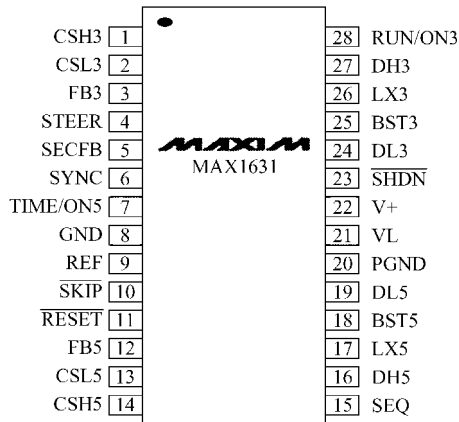 CSH3 1 28 RUN/ON3
CSL3 2 27 DH3
FB3 3 26 LX3
STEER 4 25 BST3
SECFB 5 MAXIM 24 DL3
SYNC 6 MAX1631 23 SHDN
TIME/ON5 7 22 V+
GND 8 21 VL
REF 9 20 PGND
SKIP 10 19 DL5
RESET 11 18 BST5
FB5 12 17 LX5
CSL5 13 16 DH5
CSH5 14 15 SEQ